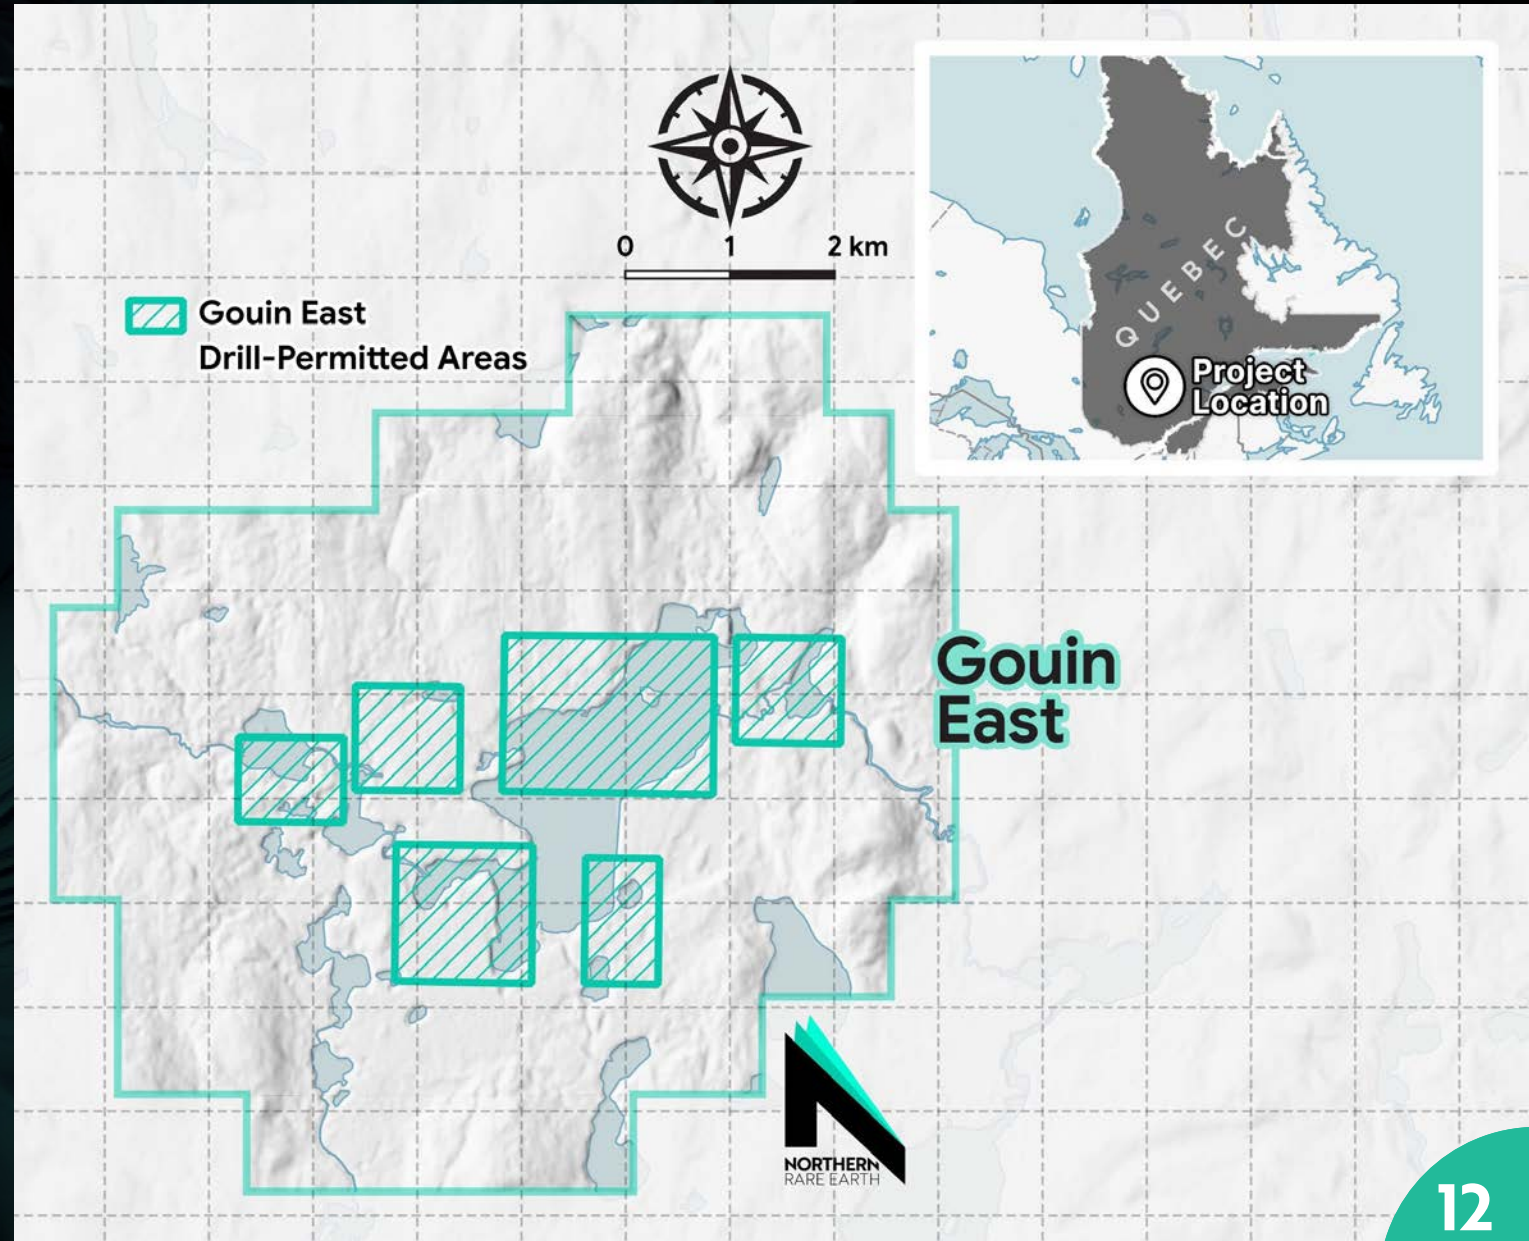 0 1 2 km
Gouin East
Drill-Permitted Areas
QUEBEC
Project
Location
Gouin
East
NORTHERN
RARE EARTH
12